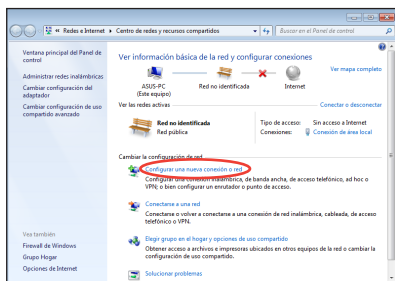 « Redes e Internet ▸ Centro de redes y recursos compartidos
Buscar en el Panel de control
Ventana principal del Panel de
control
Administrar redes inalámbricas
Cambiar configuración del
adaptador
Cambiar configuración de uso
compartido avanzado
Vea también
Firewall de Windows
Grupo Hogar
Opciones de Internet
Ver información básica de la red y configurar conexiones
Ver mapa completo
ASUS-PC
(Este equipo)
Red no identificada
Internet
Ver las redes activas
Conectar o desconectar
Red no identificada
Red pública
Tipo de acceso: Sin acceso a Internet
Conexiones: Conexión de área local
Cambiar la configuración de red
Configurar una nueva conexión o red
Configurar una conexión inalámbrica, de banda ancha, de acceso telefónico, ad hoc o
VPN; o bien configurar un enrutador o punto de acceso.
Conectarse a una red
Conectarse o volver a conectarse a una conexión de red inalámbrica, cableada, de acceso
telefónico o VPN.
Elegir grupo en el hogar y opciones de uso compartido
Obtener acceso a archivos e impresoras ubicados en otros equipos de la red o cambiar la
configuración de uso compartido.
Solucionar problemas